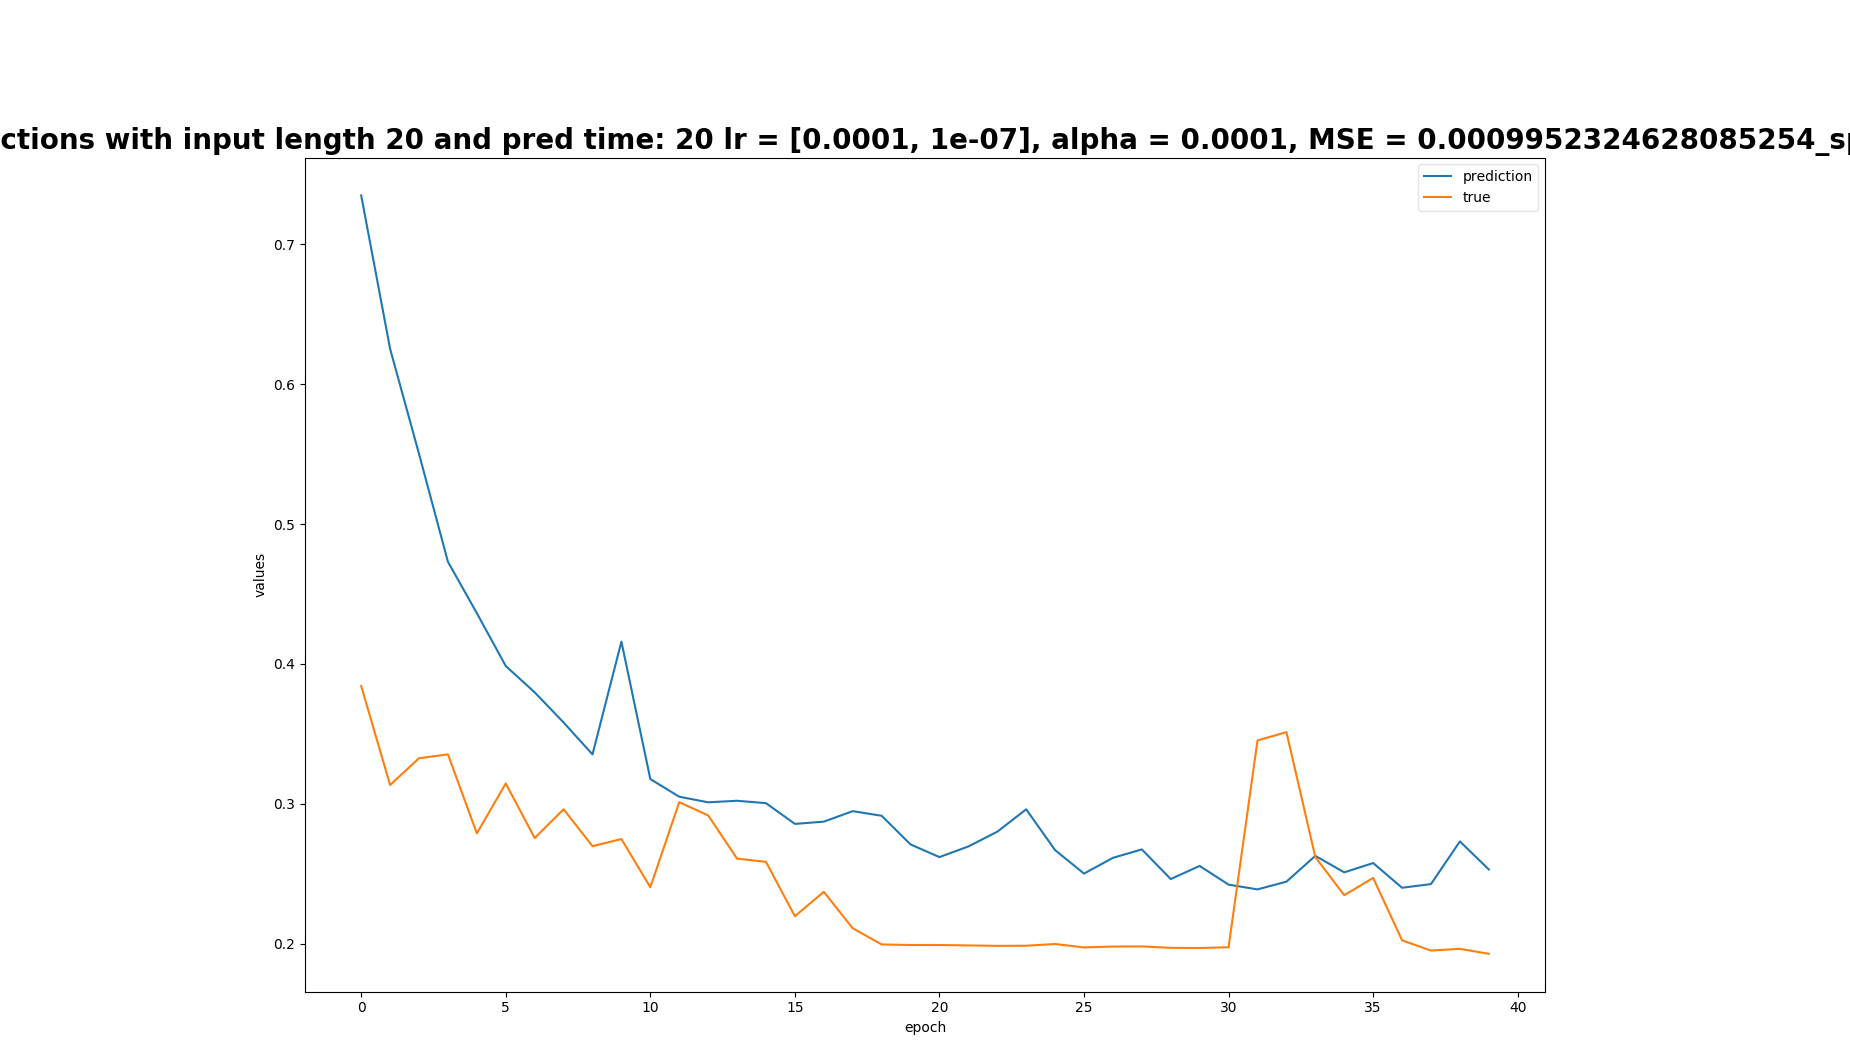 ctions with input length 20 and pred time: 20 lr = [0.0001, 1e-07], alpha = 0.0001, MSE = 0.0009952324628085254_sp
prediction
true
0.7
0.6
0.5
0.4
0.3
0.2
values
0 5 10 15 20 25 30 35 40
epoch